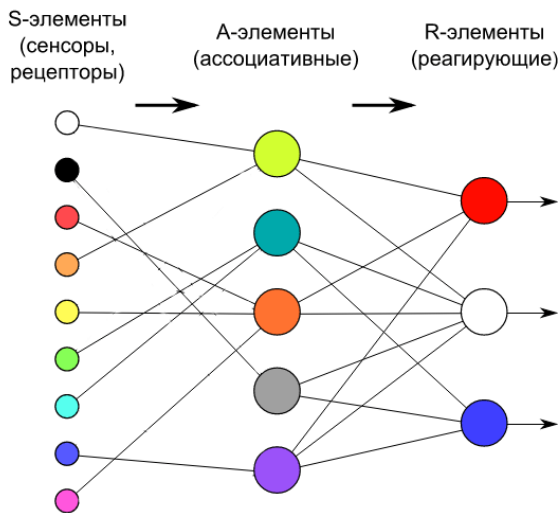 S-элементы
(сенсоры,
рецепторы)
А-элементы
(ассоциативные)
R-элементы
(реагирующие)